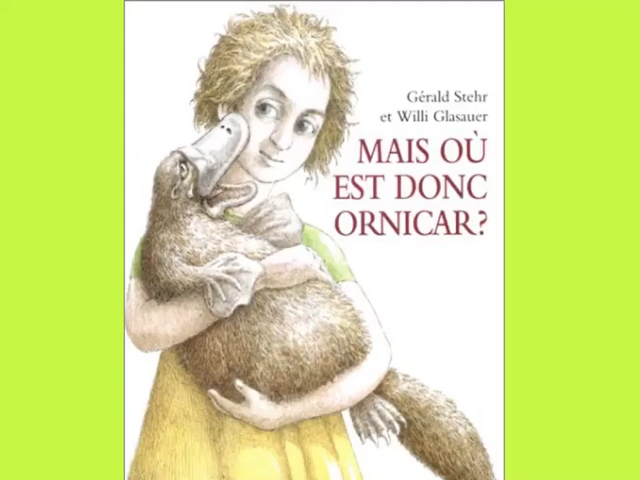 Gérald Stehr
et Willi Glasauer
MAIS OÙ
EST DONC
ORNICAR?